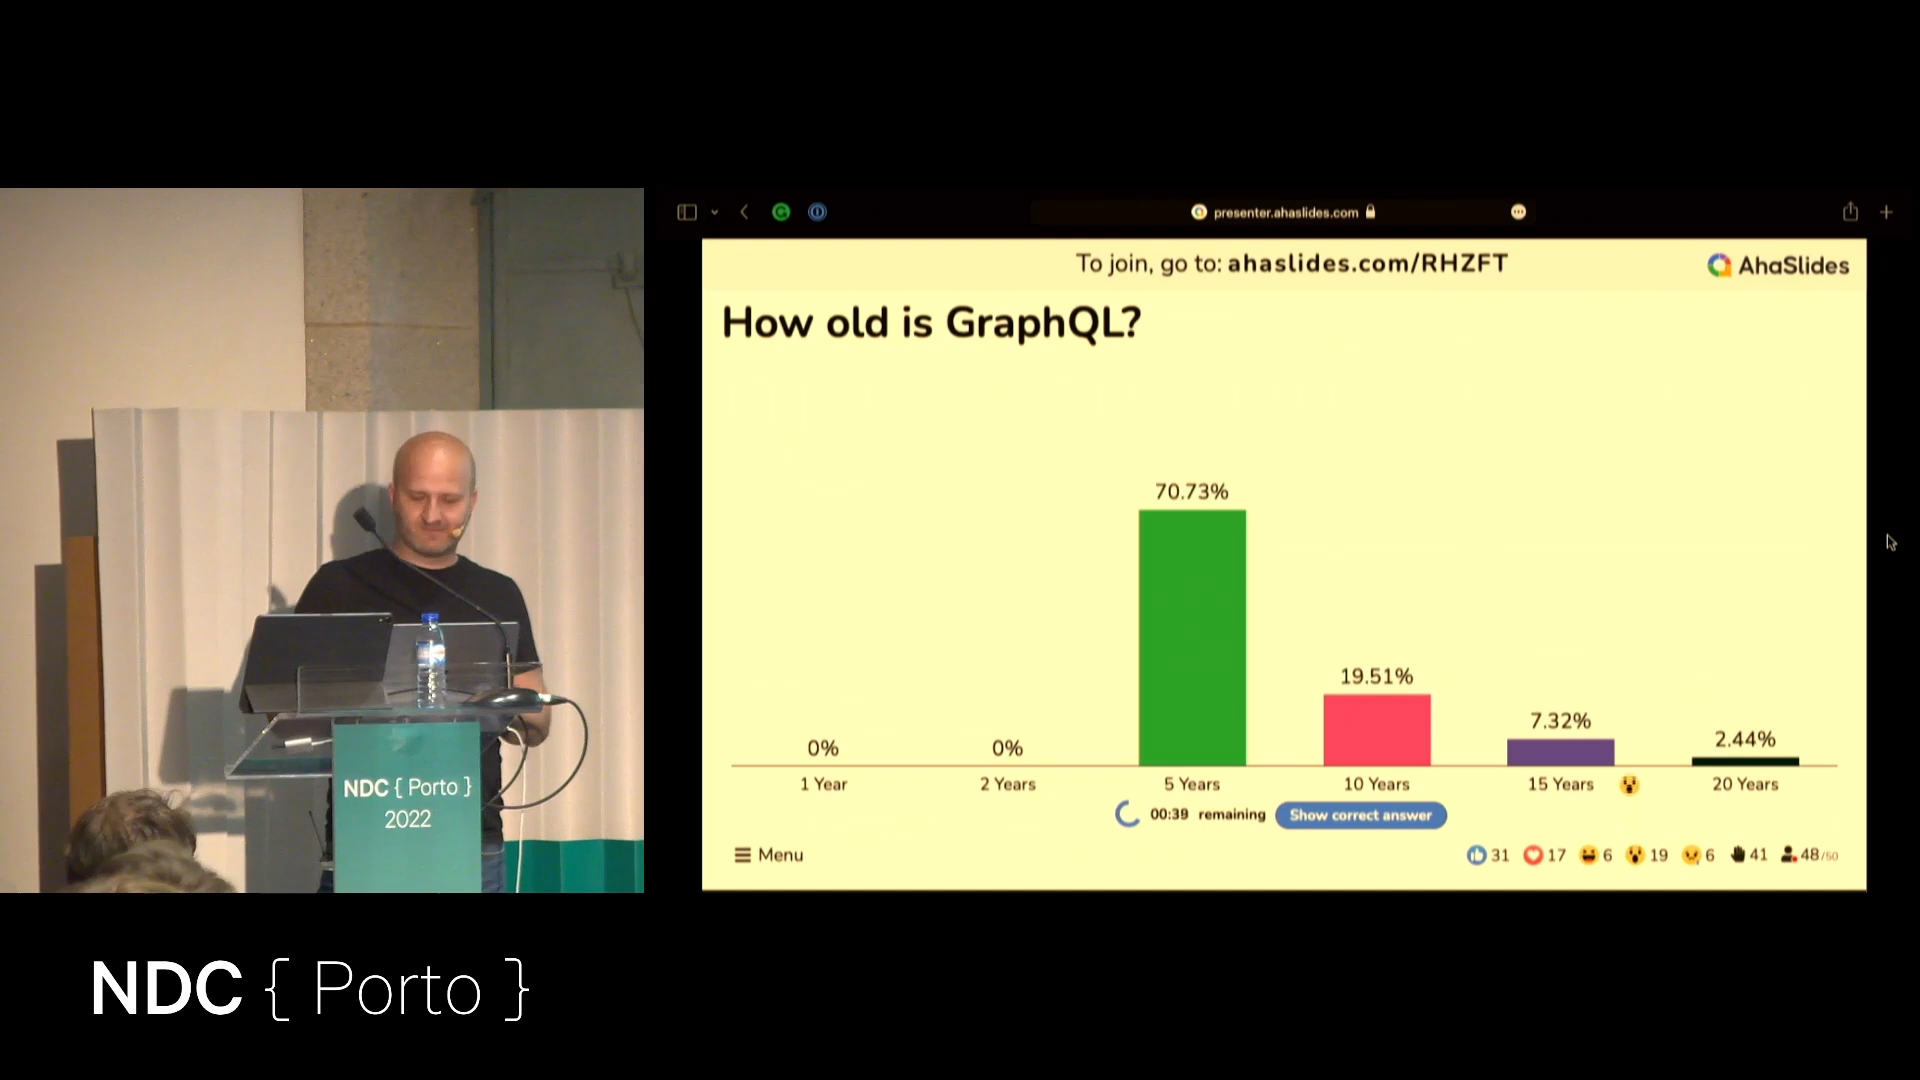 presenter.ahaslides.com
To join, go to: ahaslides.com/RHZFT
AhaSlides
How old is GraphQL?
70.73%
19.51%
7.32%
2.44%
0%
0%
1 Year
2 Years
5 Years
10 Years
15 Years
20 Years
00:39 remaining
Show correct answer
Menu
31
17
6
19
6
41
48/50
NDC { Porto }
2022
NDC { Porto }